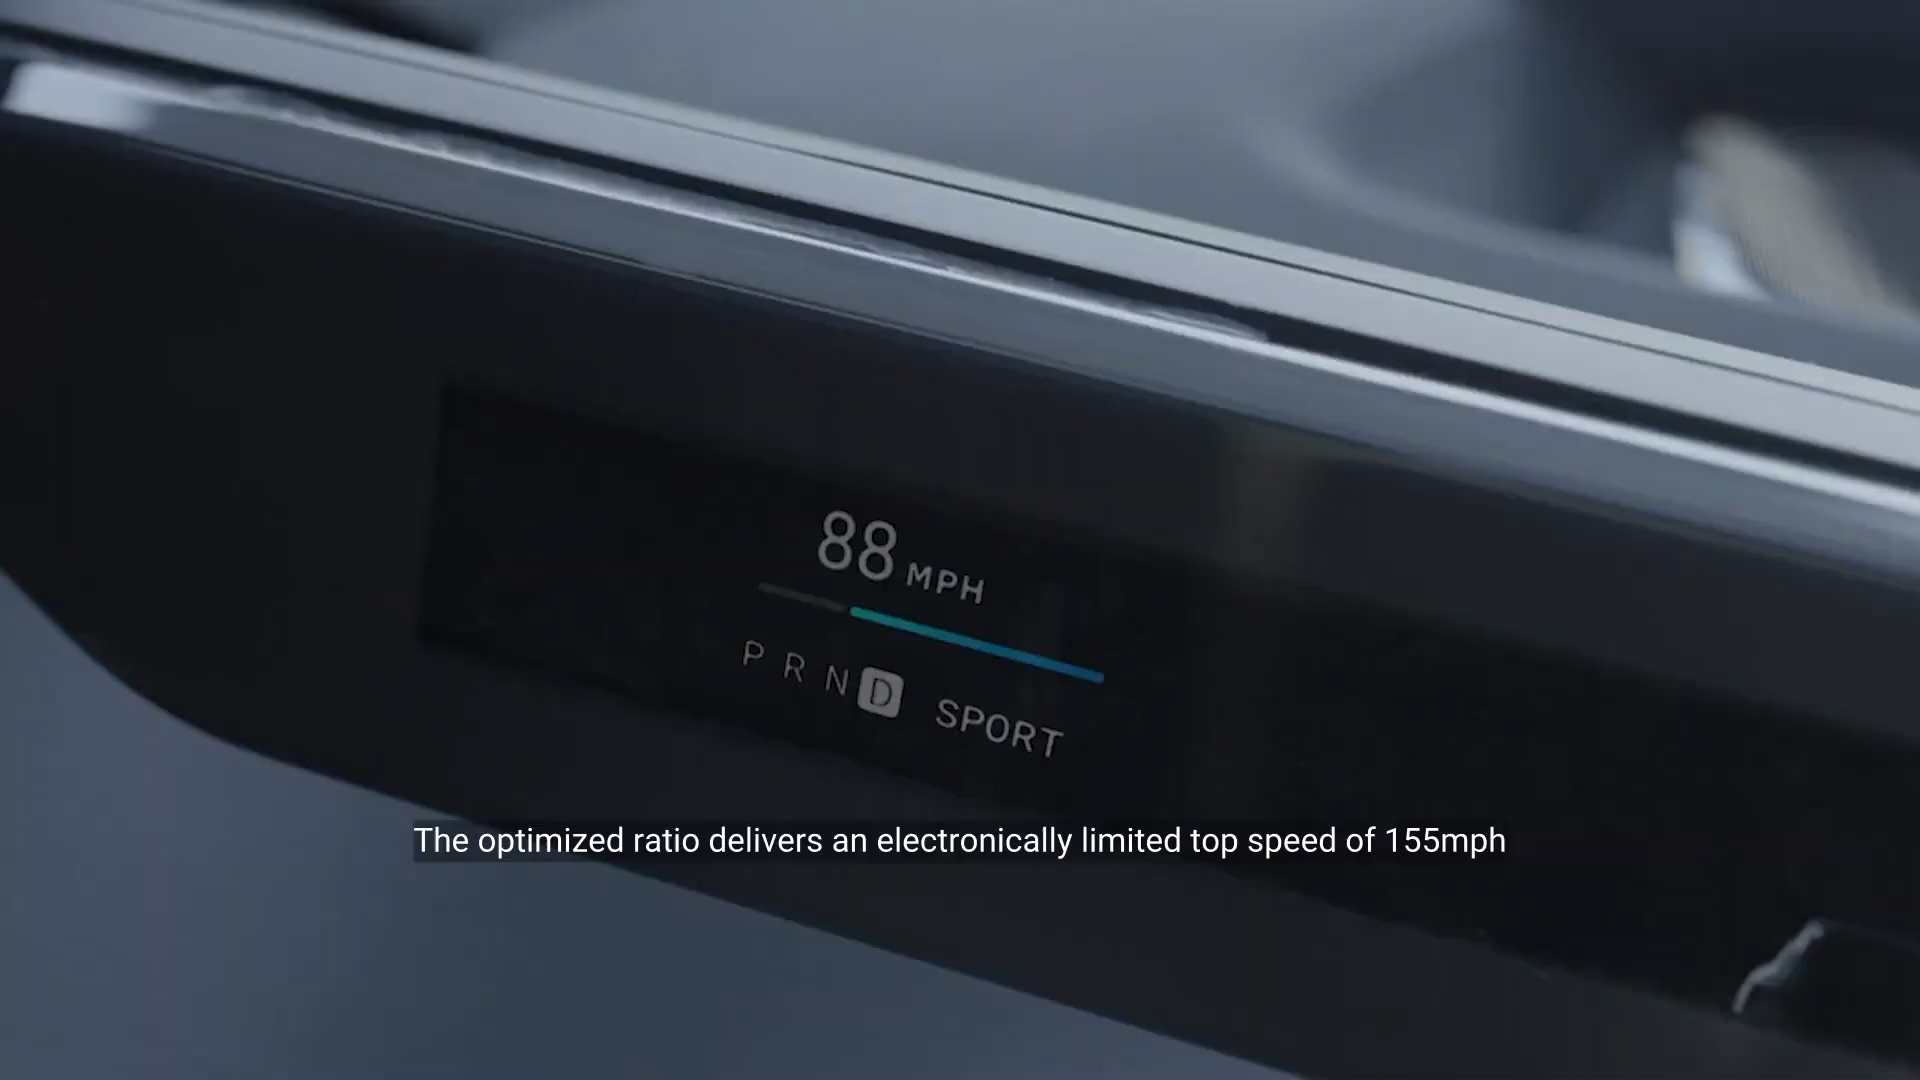 88 MPH
P R N D SPORT
The optimized ratio delivers an electronically limited top speed of 155mph